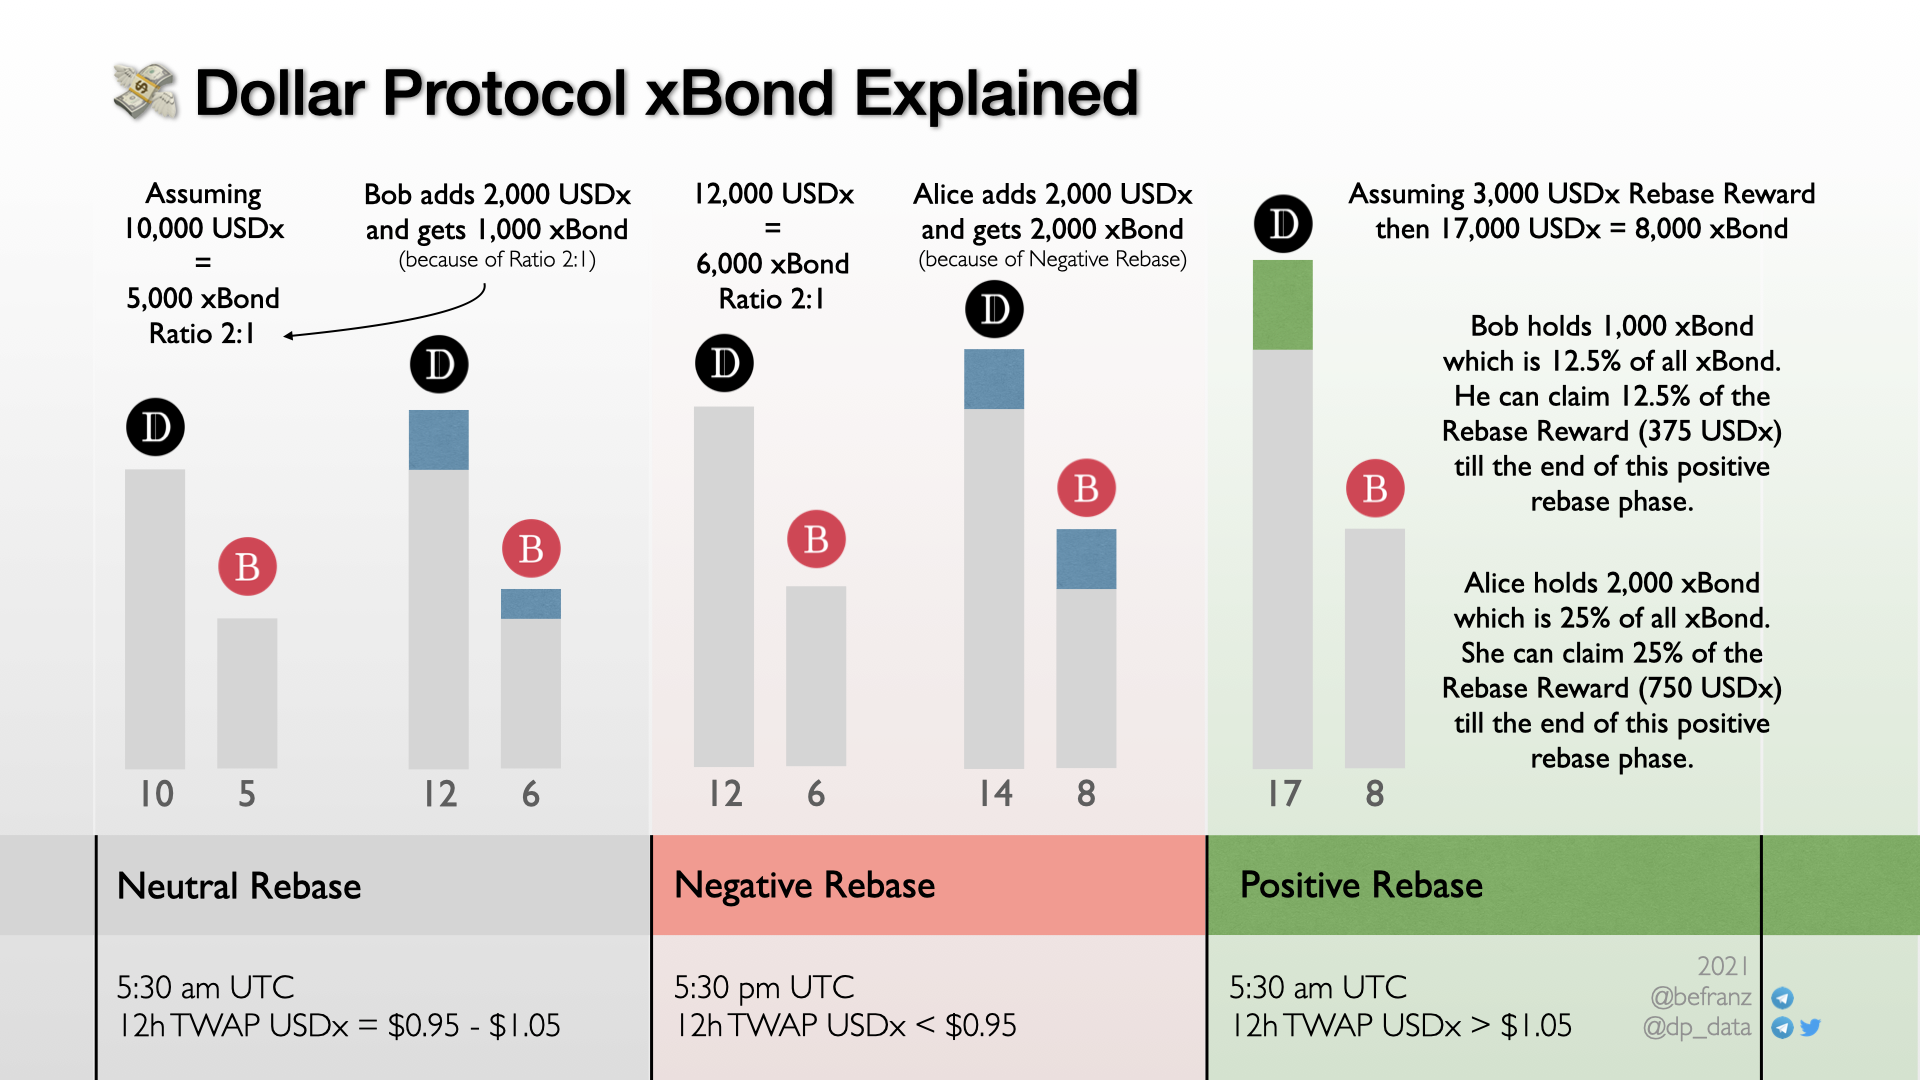 Dollar Protocol xBond Explained
Assuming
10,000 USDx
=
5,000 xBond
Ratio 2:1
Bob adds 2,000 USDx
and gets 1,000 xBond
(because of Ratio 2:1)
12,000 USDx
=
6,000 xBond
Ratio 2:1
Alice adds 2,000 USDx
and gets 2,000 xBond
(because of Negative Rebase)
Assuming 3,000 USDx Rebase Reward
then 17,000 USDx = 8,000 xBond
Bob holds 1,000 xBond
which is 12.5% of all xBond.
He can claim 12.5% of the
Rebase Reward (375 USDx)
till the end of this positive
rebase phase.
Alice holds 2,000 xBond
which is 25% of all xBond.
She can claim 25% of the
Rebase Reward (750 USDx)
till the end of this positive
rebase phase.
D
B
D
B
D
B
D
B
D
B
10
5
12
6
12
6
14
8
17
8
Neutral Rebase
Negative Rebase
Positive Rebase
5:30 am UTC
12h TWAP USDx = $0.95 - $1.05
5:30 pm UTC
12h TWAP USDx < $0.95
5:30 am UTC
12h TWAP USDx > $1.05
2021
@befranz
@dp_data